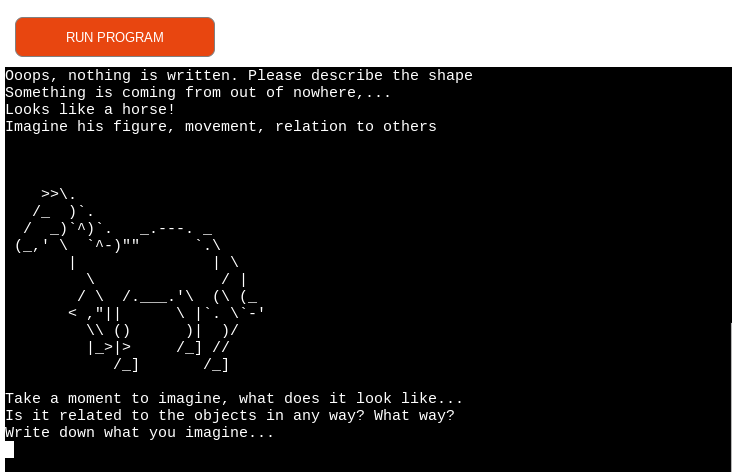 RUN PROGRAM
Ooops, nothing is written. Please describe the shape
Something is coming from out of nowhere,...
Looks like a horse!
Imagine his figure, movement, relation to others
    >>\.
   /_  )`.
  /  _)`^)`.   _.---. _
 (_,' \  `^-)""      `.\
       |               | \
         \              / |
        / \  /.___.'\  (\ (_
       < ,"||      \ |`. \`-'
         \\ ()      )|  )/
         |_>|>     /_] //
            /_]       /_]
Take a moment to imagine, what does it look like...
Is it related to the objects in any way? What way?
Write down what you imagine...